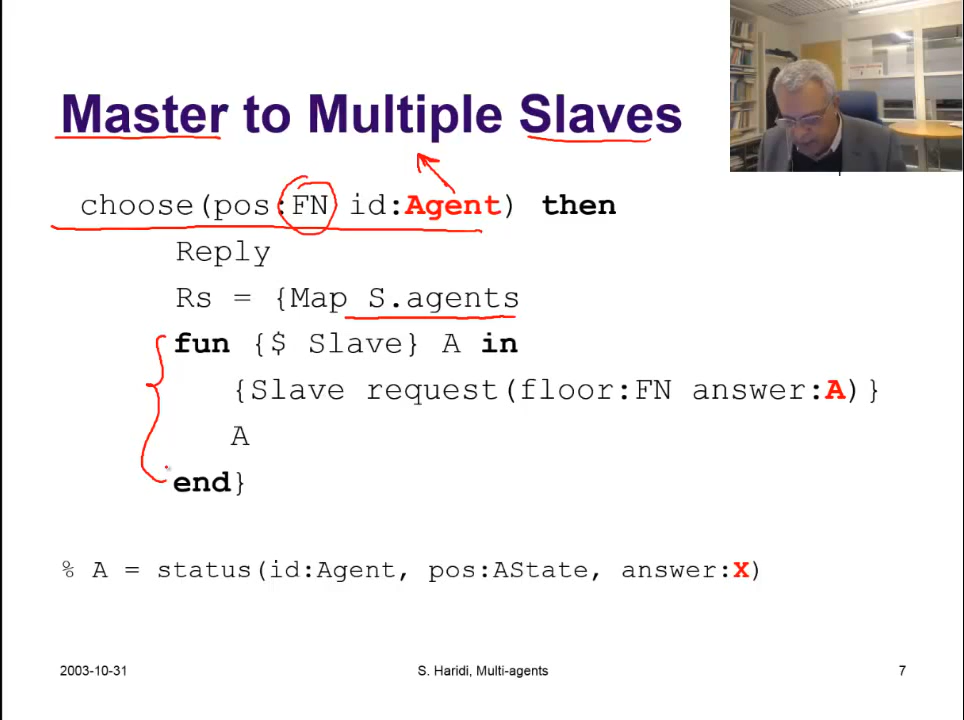 Master to Multiple Slaves
choose(pos:FN id:Agent) then
Reply
Rs = {Map S.agents
fun {$ Slave} A in
{Slave request(floor:FN answer:A)}
A
end}
% A = status(id:Agent, pos:AState, answer:X)
2003-10-31
S. Haridi, Multi-agents
7